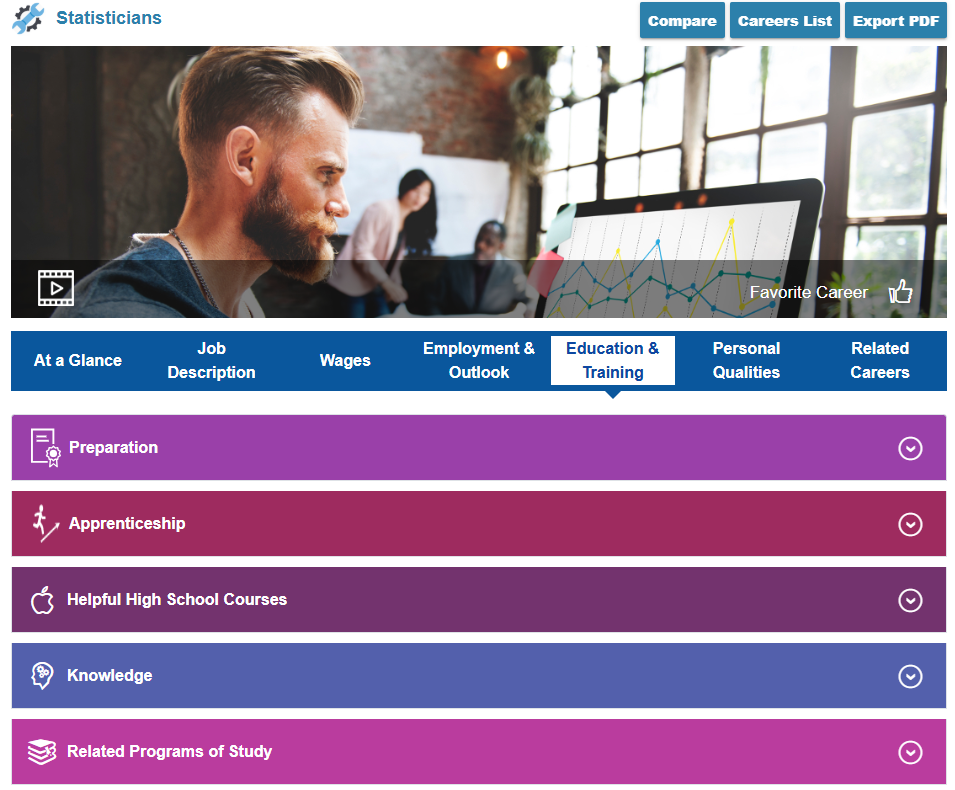 Statisticians
Compare
Careers List
Export PDF
Favorite Career
At a Glance
Job
Description
Wages
Employment &
Outlook
Education &
Training
Personal
Qualities
Related
Careers
Preparation
Apprenticeship
Helpful High School Courses
Knowledge
Related Programs of Study